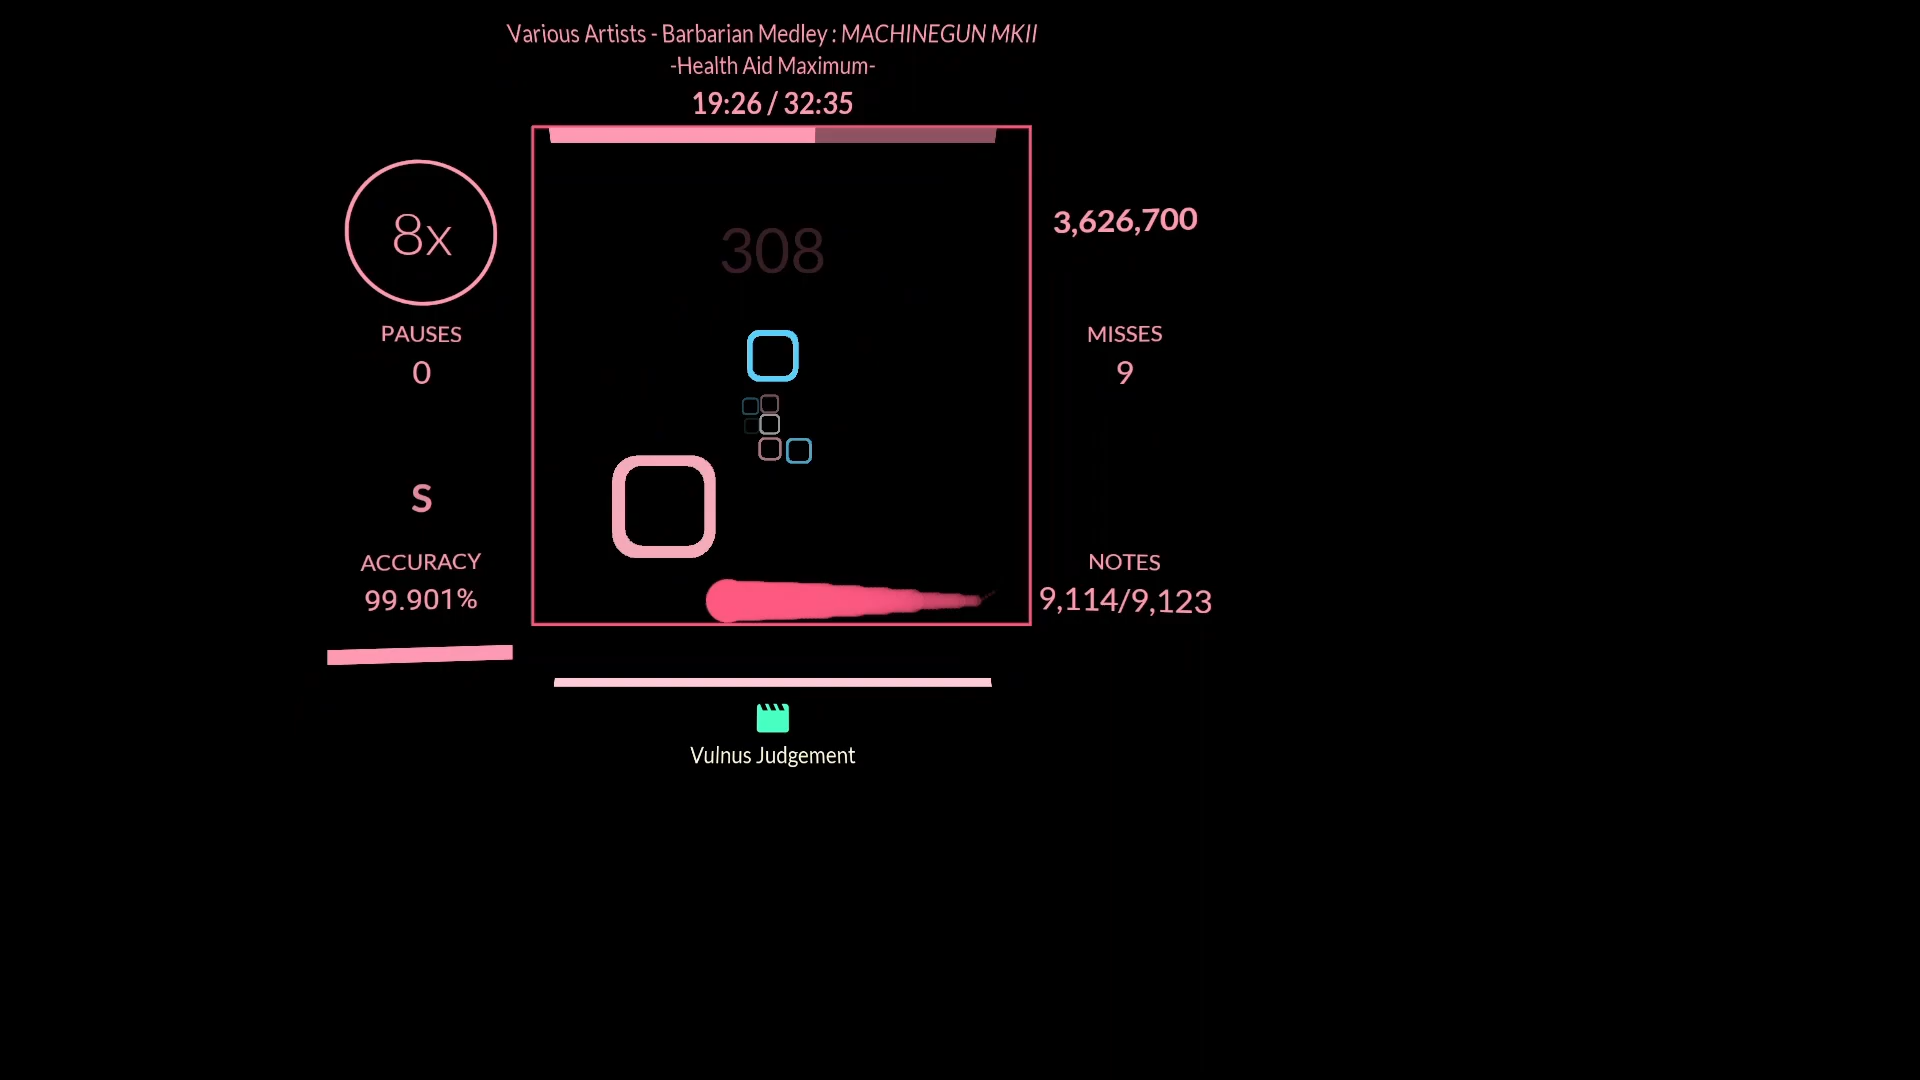 Various Artists - Barbarian Medley : MACHINEGUN MKII
-Health Aid Maximum-
19:26 / 32:35
8x
PAUSES
0
S
ACCURACY
99.901%
308
3,626,700
MISSES
9
NOTES
9,114/9,123
Vulnus Judgement